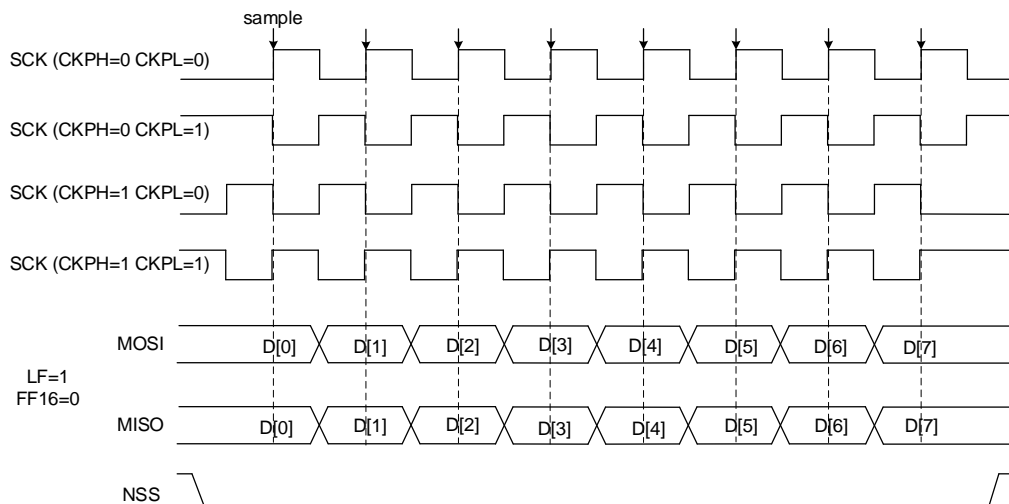 sample
SCK (CKPH=0 CKPL=0)
SCK (CKPH=0 CKPL=1)
SCK (CKPH=1 CKPL=0)
SCK (CKPH=1 CKPL=1)
MOSI
D[0] D[1] D[2] D[3] D[4] D[5] D[6] D[7]
LF=1
FF16=0
MISO
D[0] D[1] D[2] D[3] D[4] D[5] D[6] D[7]
NSS